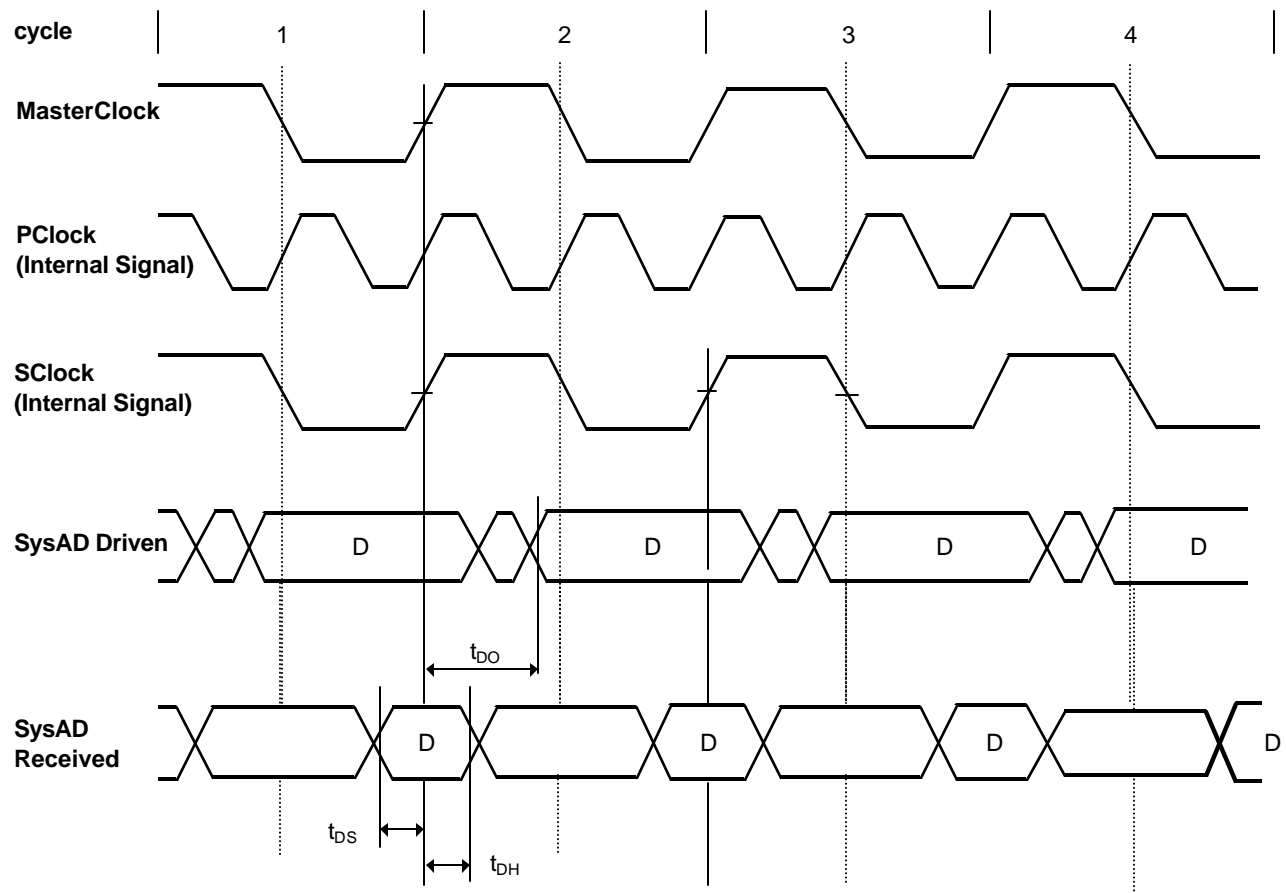 cycle 1 2 3 4
MasterClock
PClock
(Internal Signal)
SClock
(Internal Signal)
SysAD Driven D D D D
tDO
SysAD
Received D D D D
tDS
tDH